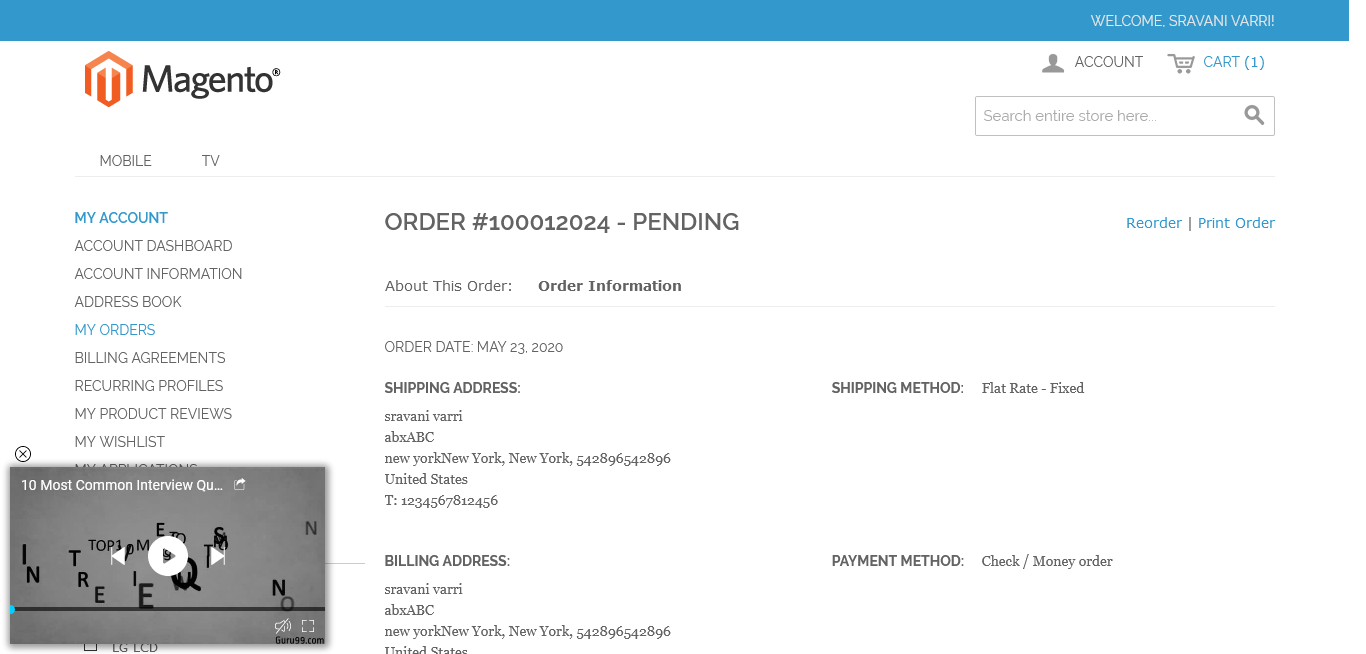 WELCOME, SRAVANI VARRI!
Magento®
ACCOUNT
CART (1)
Search entire store here...
MOBILE
TV
MY ACCOUNT
ACCOUNT DASHBOARD
ACCOUNT INFORMATION
ADDRESS BOOK
MY ORDERS
BILLING AGREEMENTS
RECURRING PROFILES
MY PRODUCT REVIEWS
MY WISHLIST
MY APPLICATIONS
10 Most Common Interview Qu...
Guru99.com
LG LCD
ORDER #100012024 - PENDING
Reorder | Print Order
About This Order: Order Information
ORDER DATE: MAY 23, 2020
SHIPPING ADDRESS:
sravani varri
abxABC
new yorkNew York, New York, 542896542896
United States
T: 1234567812456
SHIPPING METHOD: Flat Rate - Fixed
BILLING ADDRESS:
sravani varri
abxABC
new yorkNew York, New York, 542896542896
United States
PAYMENT METHOD: Check / Money order